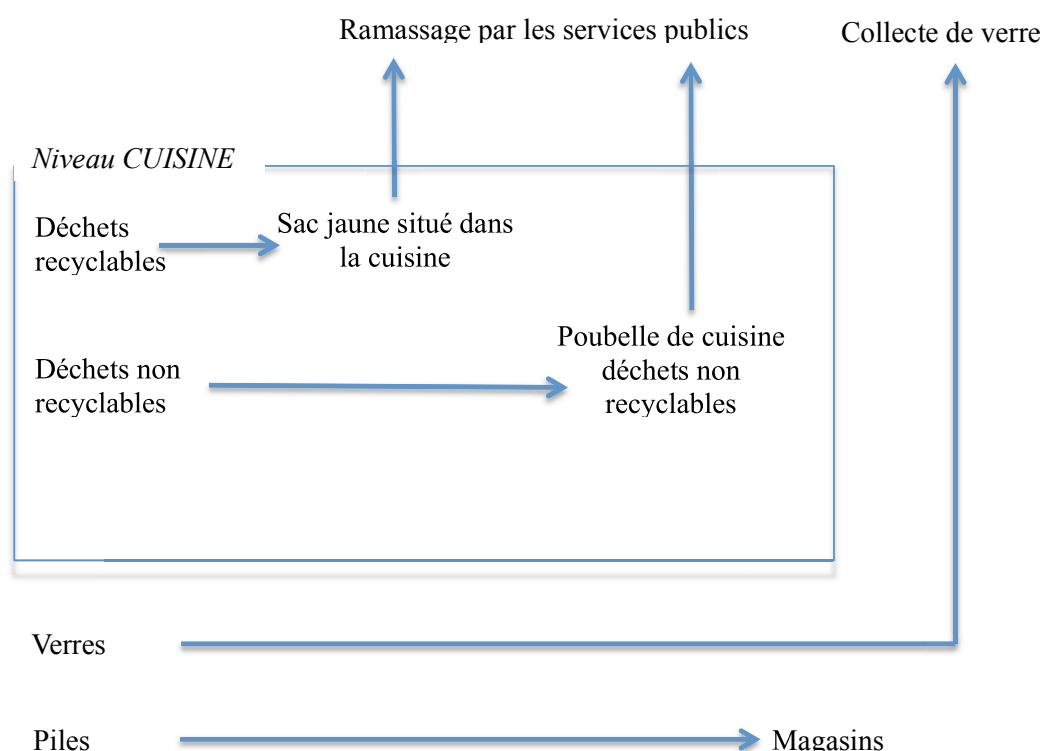 Ramassage par les services publics
Collecte de verre
Niveau CUISINE
Déchets
recyclables
Sac jaune situé dans
la cuisine
Déchets non
recyclables
Poubelle de cuisine
déchets non
recyclables
Verres
Piles
Magasins